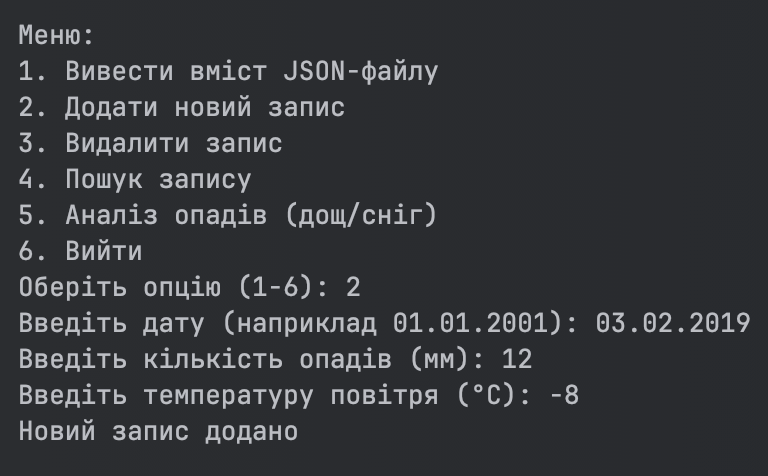 Меню:
1. Вивести вміст JSON-файлу
2. Додати новий запис
3. Видалити запис
4. Пошук запису
5. Аналіз опадів (дощ/сніг)
6. Вийти
Оберіть опцію (1-6): 2
Введіть дату (наприклад 01.01.2001): 03.02.2019
Введіть кількість опадів (мм): 12
Введіть температуру повітря (°C): -8
Новий запис додано